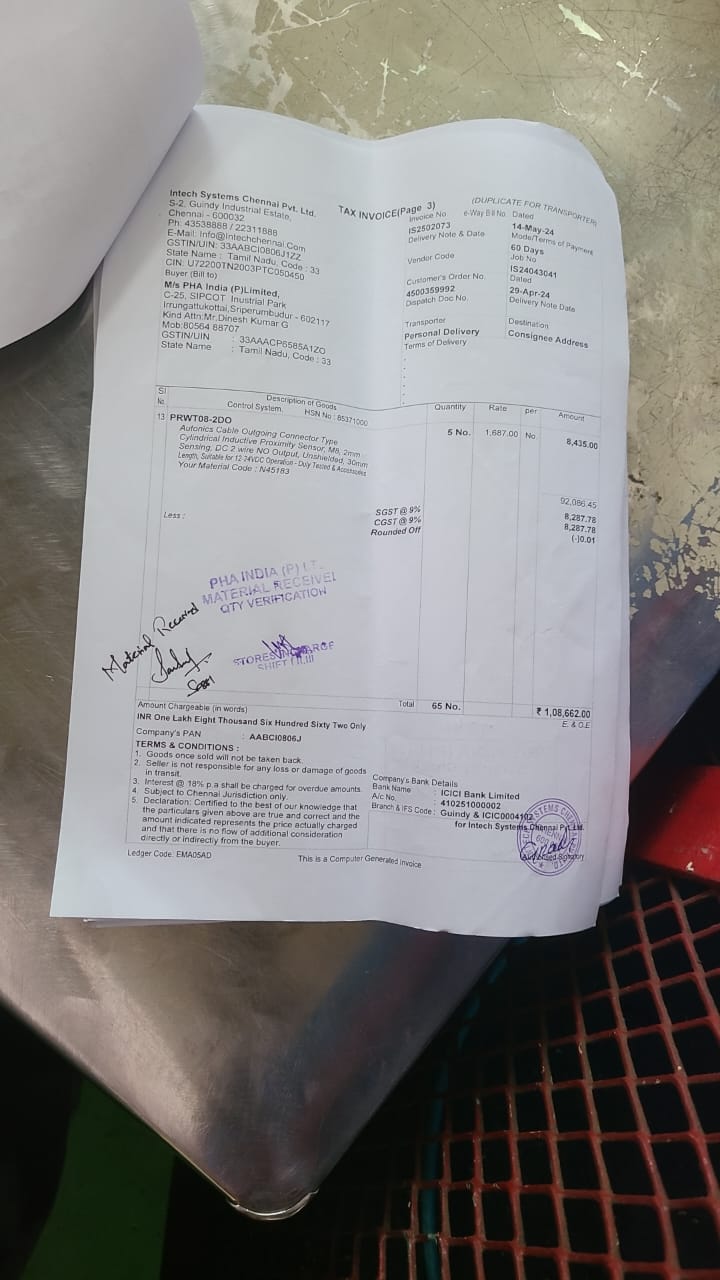 Intech Systems Chennai Pvt. Ltd.
S-2, Guindy Industrial Estate,
Chennai - 600032
Ph: 43538888 / 22311888
E-Mail: Info@Intechchennai.Com
GSTIN/UIN: 33AABCI0806J1ZZ
State Name : Tamil Nadu, Code : 33
CIN: U72200TN2003PTC050450
Buyer (Bill to)
M/s PHA India (P)Limited,
C-25, SIPCOT Inustrial Park
Irrungattukottai,Sriperumbudur - 602117
Kind Attn:Mr.Dinesh Kumar G
Mob:80564 88707
GSTIN/UIN : 33AAACP6585A1ZO
State Name : Tamil Nadu, Code : 33
TAX INVOICE(Page 3)
(DUPLICATE FOR TRANSPORTER)
Invoice No e-Way Bill No. Dated
IS2502073 14-May-24
Delivery Note & Date Mode/Terms of Payment
60 Days
Vendor Code Job No
IS24043041
Customer's Order No. Dated
4500359992 29-Apr-24
Dispatch Doc No. Delivery Note Date
Transporter Destination
Personal Delivery Consignee Address
Terms of Delivery
Sl No. Description of Goods Quantity Rate per Amount
Control System. HSN No : 85371000
13 PRWT08-2DO 5 No. 1,687.00 No 8,435.00
Autonics Cable Outgoing Connector Type
Cylindrical Inductive Proximity Sensor, M8, 2mm
Sensing, DC 2 wire NO Output, Unshielded, 30mm
Length, Suitable for 12-24VDC Operation - Duly Tested & Accessories
Your Material Code : N45183
92,086.45
Less : SGST @ 9% 8,287.78
CGST @ 9% 8,287.78
Rounded Off (-)0.01
PHA INDIA (P) LT
MATERIAL RECEIVE
QTY VERIFICATION
Material Received
STORES INCHARGE
SHIFT I.II.III
Total 65 No. ₹ 1,08,662.00
Amount Chargeable (in words) E. & O.E
INR One Lakh Eight Thousand Six Hundred Sixty Two Only
Company's PAN : AABCI0806J
TERMS & CONDITIONS :
1. Goods once sold will not be taken back.
2. Seller is not responsible for any loss or damage of goods
in transit.
3. Interest @ 18% p.a shall be charged for overdue amounts.
4. Subject to Chennai Jurisdiction only.
5. Declaration: Certified to the best of our knowledge that
the particulars given above are true and correct and the
amount indicated represents the price actually charged
and that there is no flow of additional consideration
directly or indirectly from the buyer.
Company's Bank Details
Bank Name : ICICI Bank Limited
A/c No. : 410251000002
Branch & IFS Code : Guindy & ICIC0004102
for Intech Systems Chennai Pvt. Ltd.
Authorised Signatory
Ledger Code: EMA05AD
This is a Computer Generated Invoice